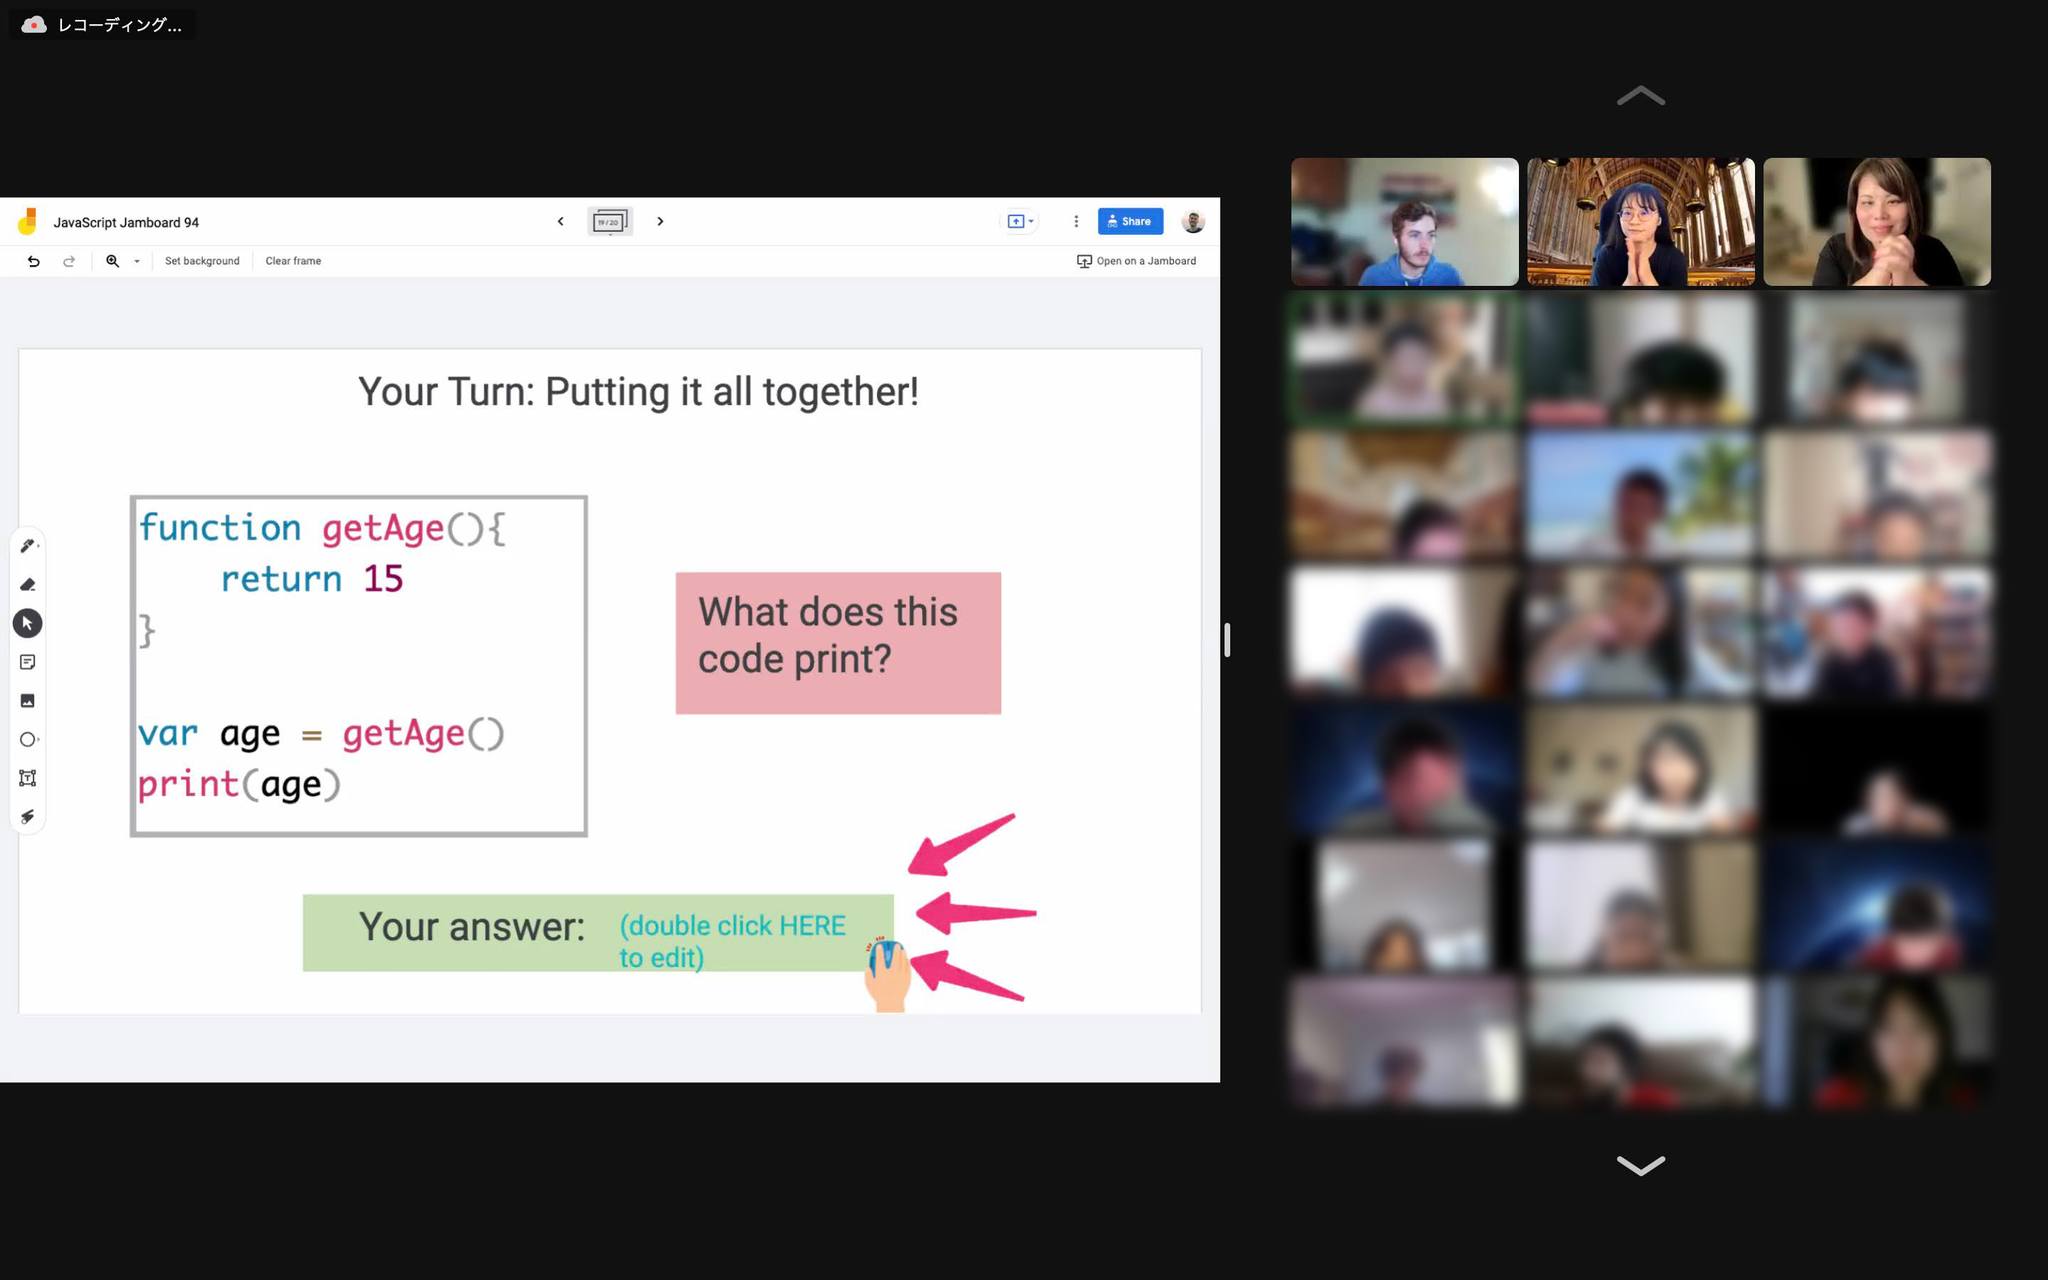 レコーディング...
JavaScript Jamboard 94
19 / 20
Share
Set background
Clear frame
Open on a Jamboard
Your Turn: Putting it all together!
function getAge(){
return 15
}
var age = getAge()
print(age)
What does this
code print?
Your answer:
(double click HERE
to edit)